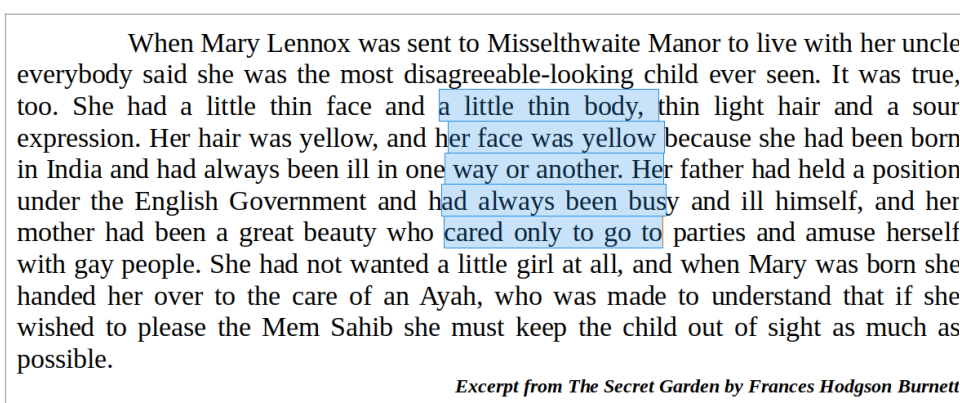 When Mary Lennox was sent to Misselthwaite Manor to live with her uncle
everybody said she was the most disagreeable-looking child ever seen. It was true,
too. She had a little thin face and a little thin body, thin light hair and a sour
expression. Her hair was yellow, and her face was yellow because she had been born
in India and had always been ill in one way or another. Her father had held a position
under the English Government and had always been busy and ill himself, and her
mother had been a great beauty who cared only to go to parties and amuse herself
with gay people. She had not wanted a little girl at all, and when Mary was born she
handed her over to the care of an Ayah, who was made to understand that if she
wished to please the Mem Sahib she must keep the child out of sight as much as
possible.
Excerpt from The Secret Garden by Frances Hodgson Burnett